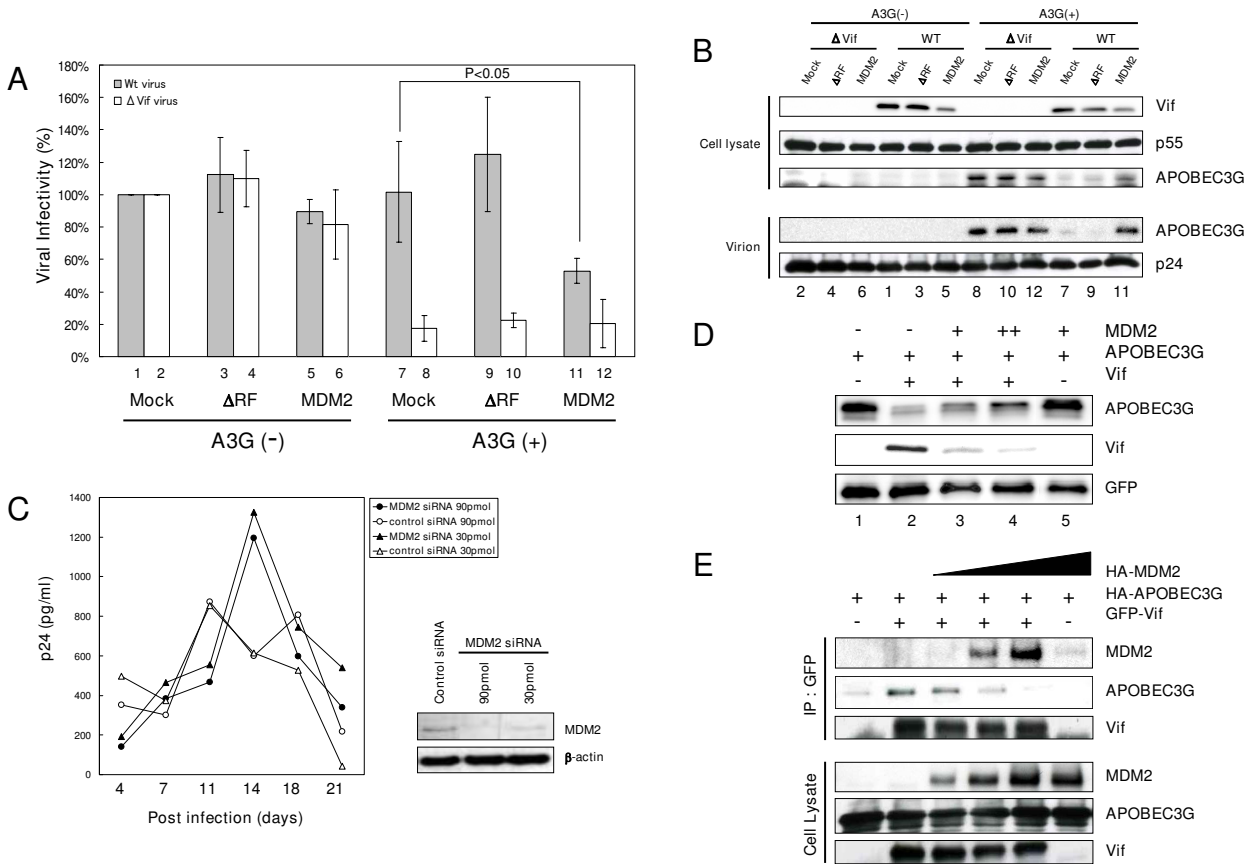 A
180%
160%
140%
120%
100%
80%
60%
40%
20%
0%
Viral Infectivity (%)
Wt virus
Δ Vif virus
P<0.05
1 2 3 4 5 6 7 8 9 10 11 12
Mock ΔRF MDM2 Mock ΔRF MDM2
A3G (-) A3G (+)
B
A3G(-) A3G(+)
Δ Vif WT Δ Vif WT
Mock ΔRF MDM2 Mock ΔRF MDM2 Mock ΔRF MDM2 Mock ΔRF MDM2
Cell lysate
Vif
p55
APOBEC3G
Virion
APOBEC3G
p24
2 4 6 1 3 5 8 10 12 7 9 11
C
1400
1200
1000
800
600
400
200
0
p24 (pg/ml)
4 7 11 14 18 21
Post infection (days)
MDM2 siRNA 90pmol
control siRNA 90pmol
MDM2 siRNA 30pmol
control siRNA 30pmol
Control siRNA
MDM2 siRNA
90pmol 30pmol
MDM2
β-actin
D
- - + ++ + MDM2
+ + + + + APOBEC3G
- + + + - Vif
APOBEC3G
Vif
GFP
1 2 3 4 5
E
HA-MDM2
+ + + + + HA-APOBEC3G
- + + + + - GFP-Vif
IP : GFP
MDM2
APOBEC3G
Vif
Cell Lysate
MDM2
APOBEC3G
Vif